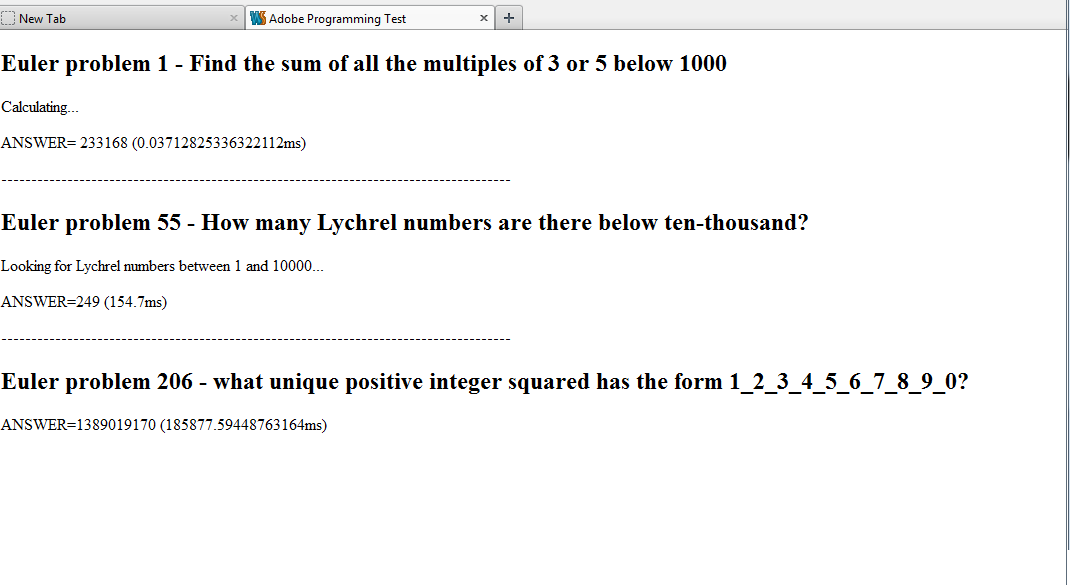 New Tab
Adobe Programming Test
Euler problem 1 - Find the sum of all the multiples of 3 or 5 below 1000
Calculating...
ANSWER= 233168 (0.03712825336322112ms)
-------------------------------------------------------------------------------------
Euler problem 55 - How many Lychrel numbers are there below ten-thousand?
Looking for Lychrel numbers between 1 and 10000...
ANSWER=249 (154.7ms)
-------------------------------------------------------------------------------------
Euler problem 206 - what unique positive integer squared has the form 1_2_3_4_5_6_7_8_9_0?
ANSWER=1389019170 (185877.59448763164ms)